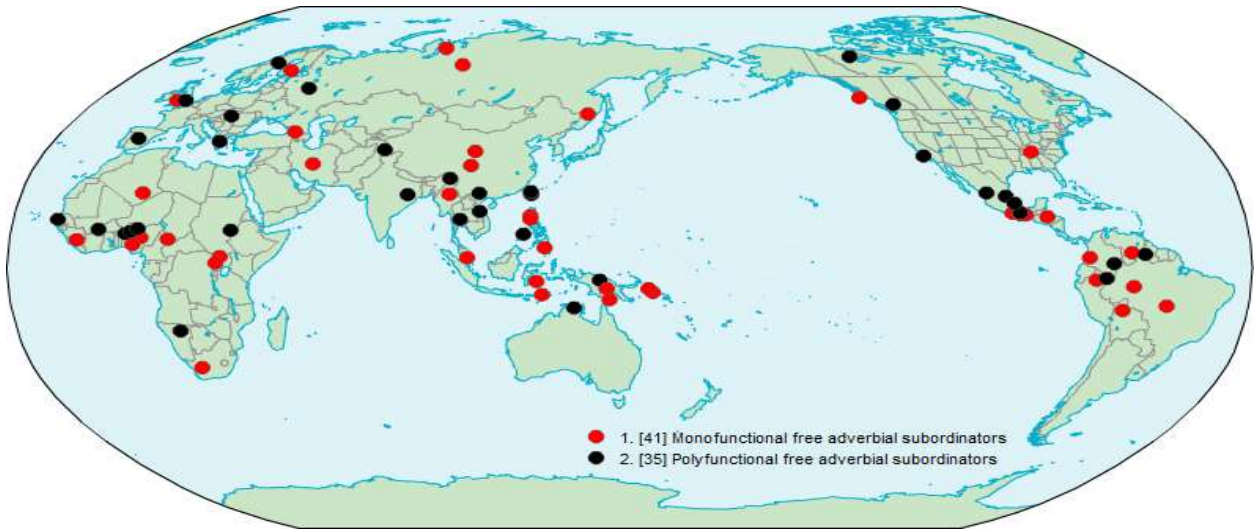 1. [41] Monofunctional free adverbial subordinators
2. [35] Polyfunctional free adverbial subordinators